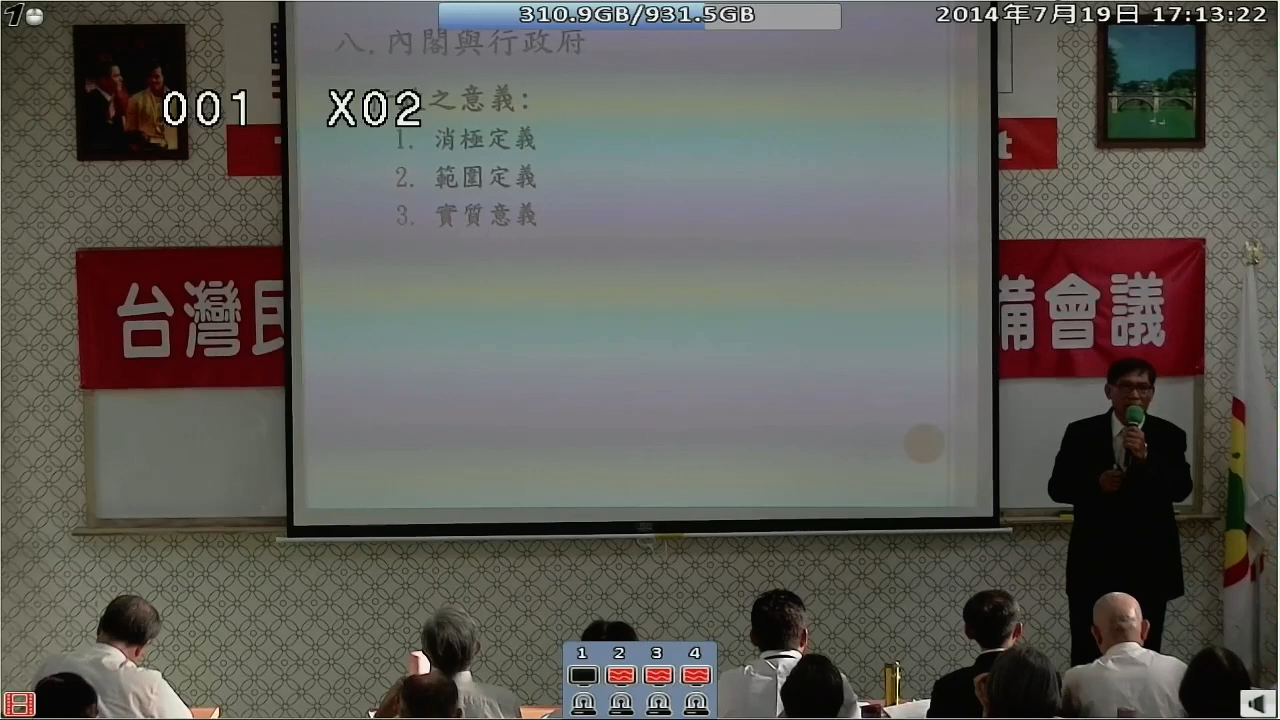 1
310.9GB/931.5GB
2014年7月19日 17:13:22
八.內閣與行政府
001 X02
之意義:
1. 消極定義
2. 範圍定義
3. 實質意義
t
台灣民
備會議
1 2 3 4